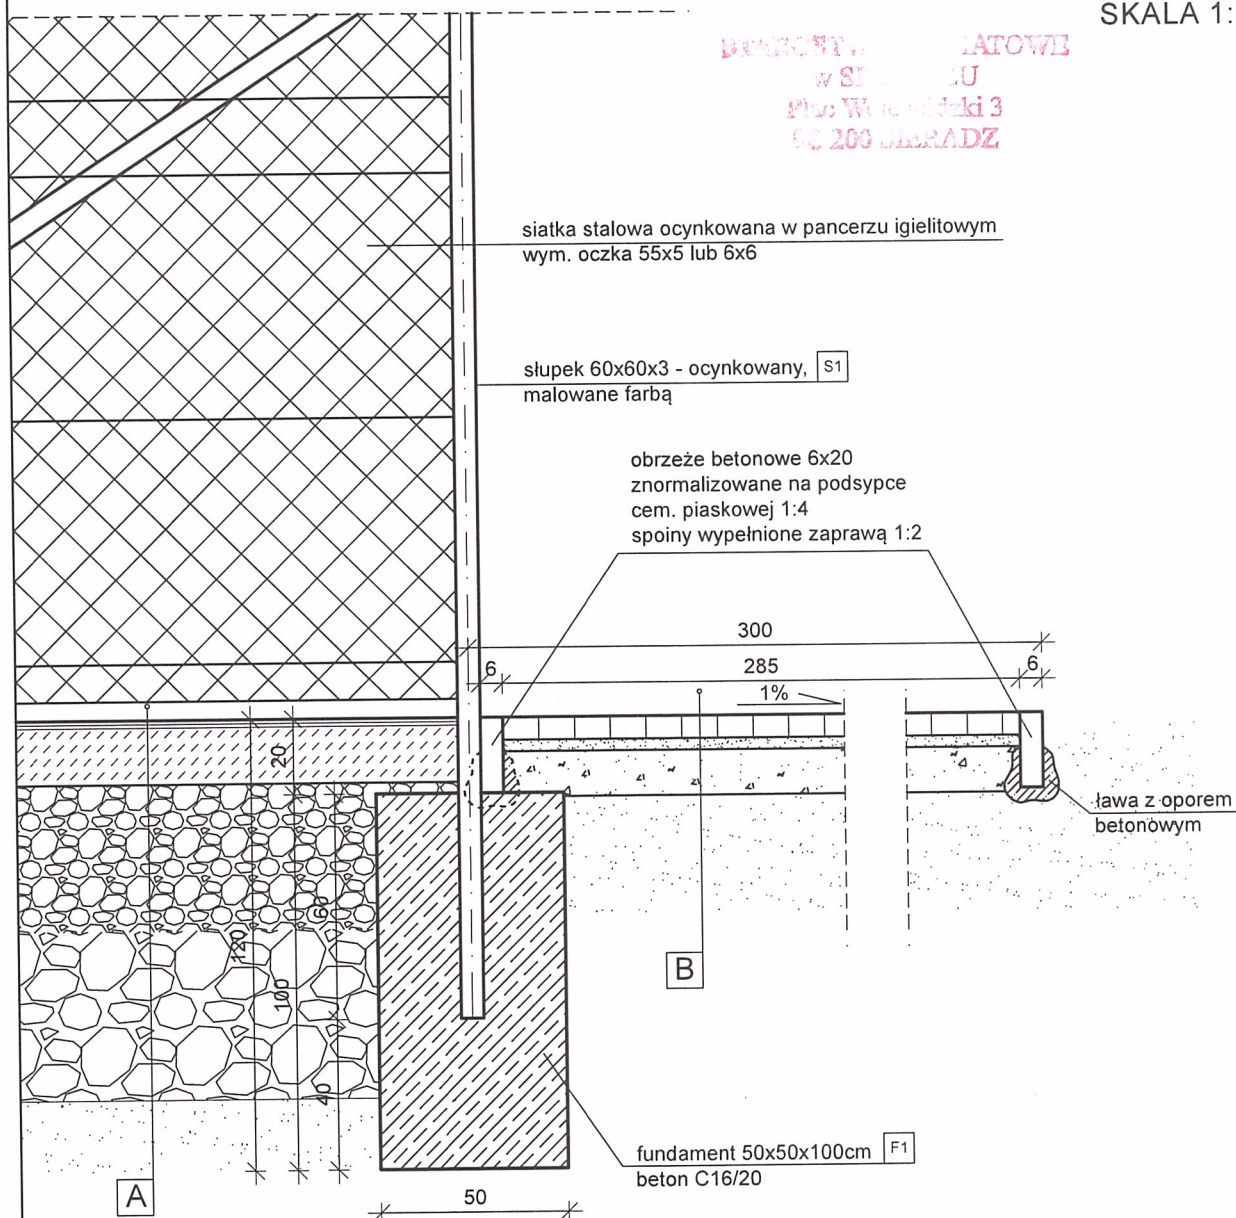 SKALA 1:
ATOWE
3
200
siatka stalowa ocynkowana w pancerzu igielitowym
wym. oczka 55x5 lub 6x6
słupek 60x60x3 - ocynkowany, S1
malowane farbą
obrzeże betonowe 6x20
znormalizowane na podsypce
cem. piaskowej 1:4
spoiny wypełnione zaprawą 1:2
300
6
285
6
1%
20
ława z oporem
betonowym
60
120
100
B
40
fundament 50x50x100cm F1
beton C16/20
A
50